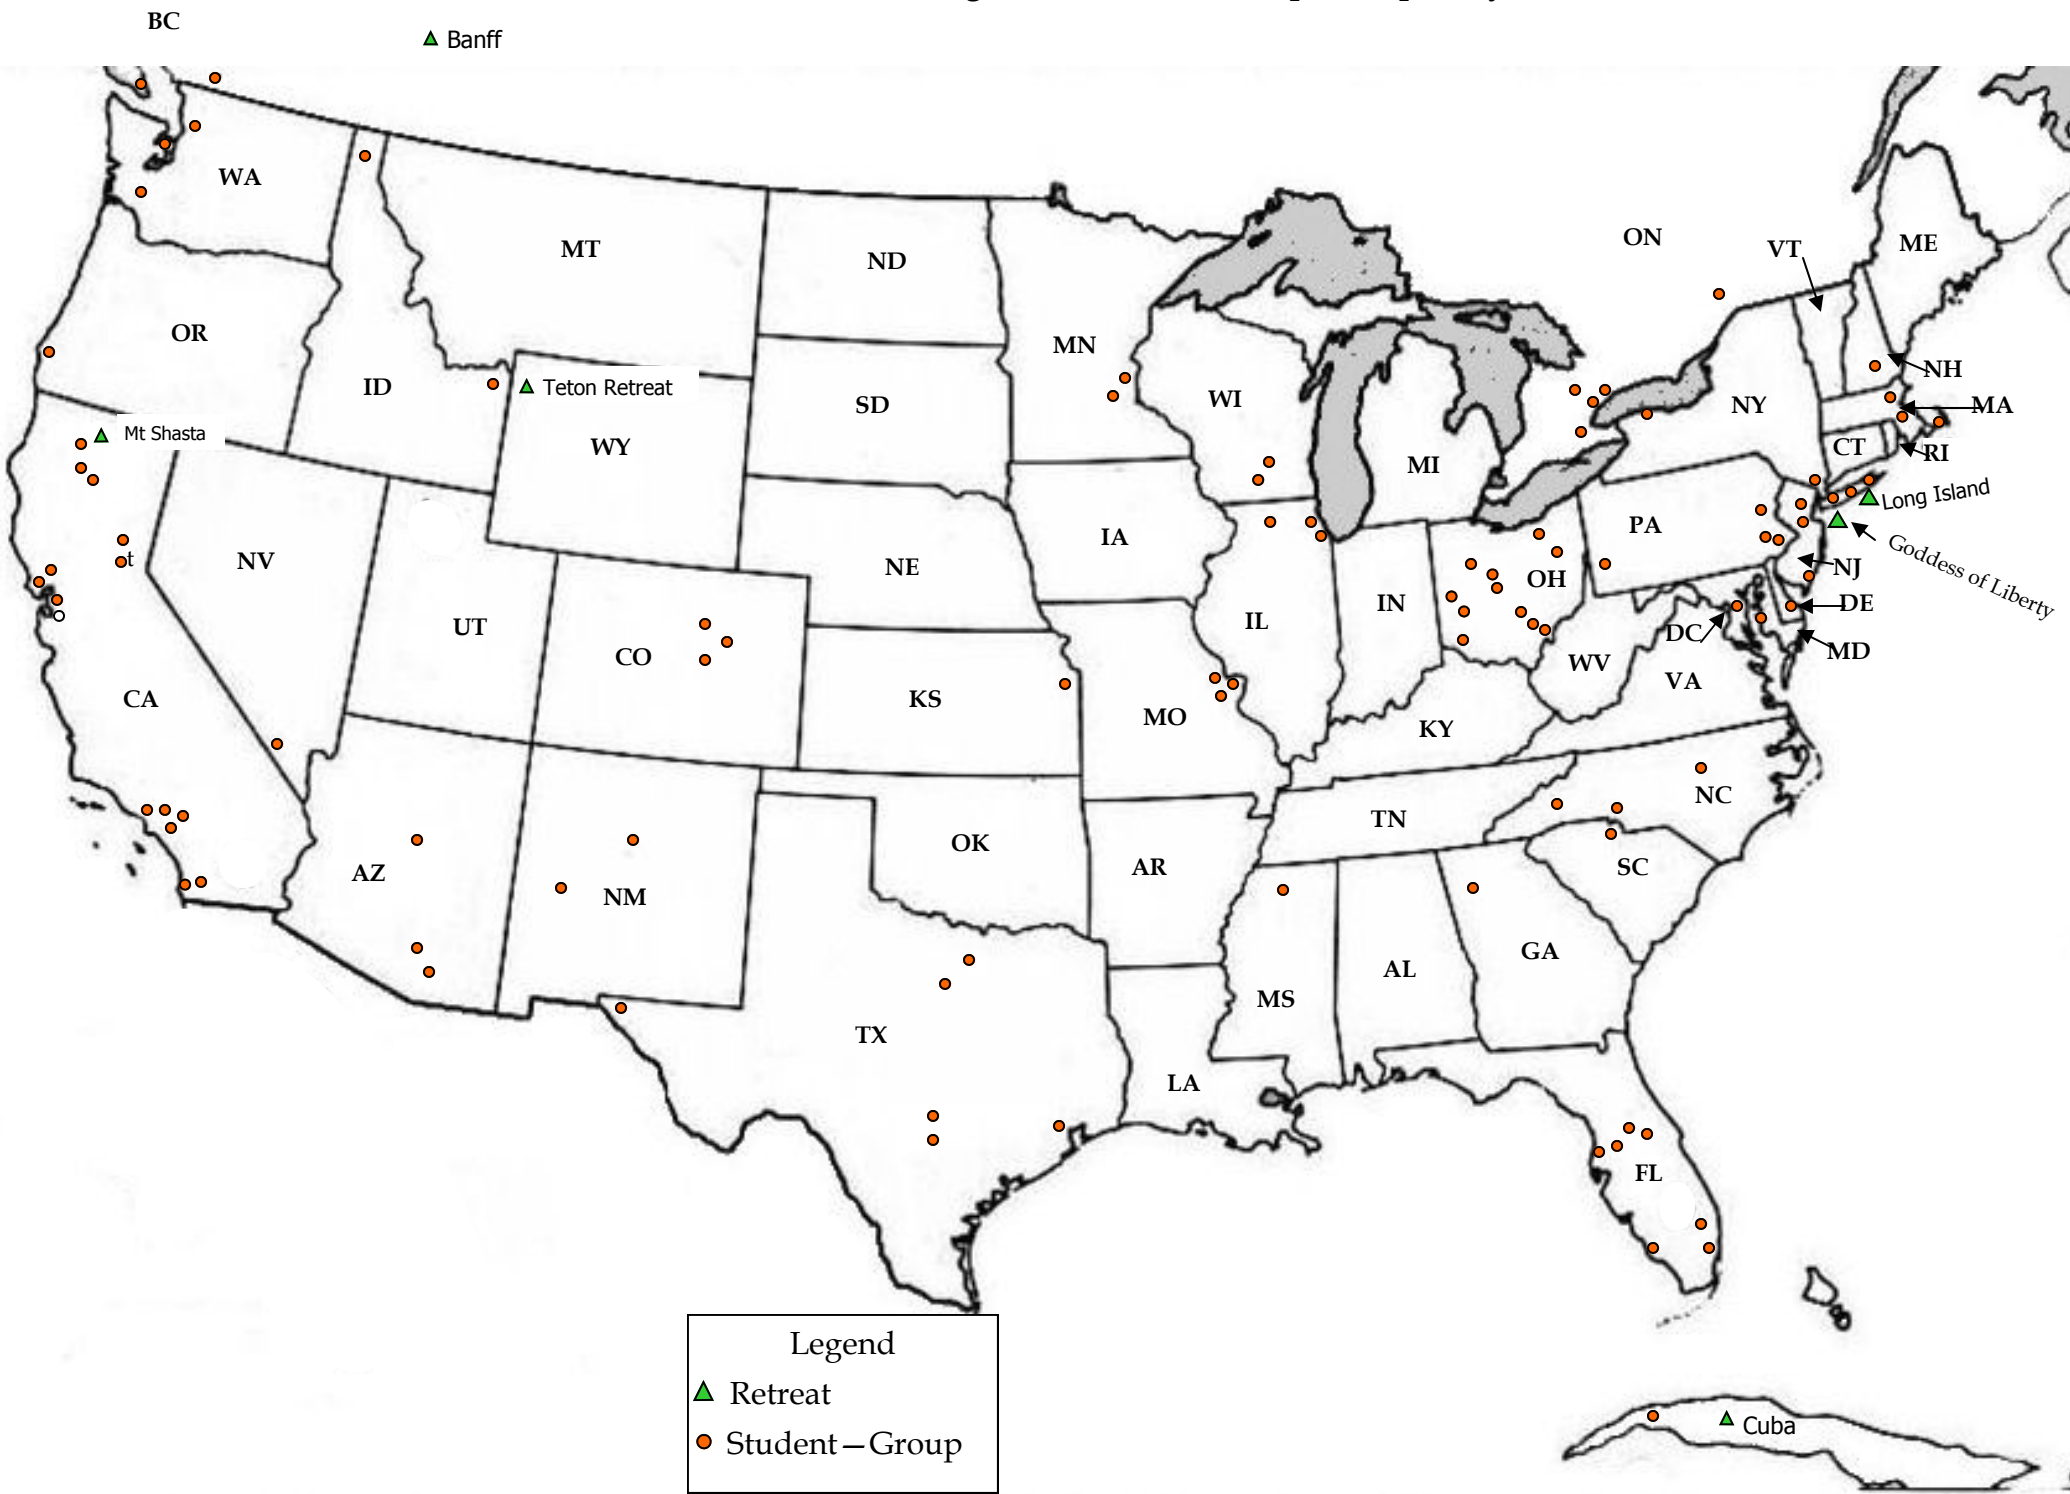 BC
Banff
WA
MT
ND
MN
ON
VT
ME
OR
ID
Teton Retreat
SD
WI
NY
NH
MA
Mt Shasta
WY
MI
CT
RI
Long Island
NV
t
NE
IA
PA
Goddess of Liberty
IL
IN
OH
NJ
DE
UT
CO
DC
MD
CA
KS
MO
KY
WV
VA
AZ
NM
OK
AR
TN
NC
SC
TX
LA
MS
AL
GA
FL
Legend
Retreat
Student—Group
Cuba